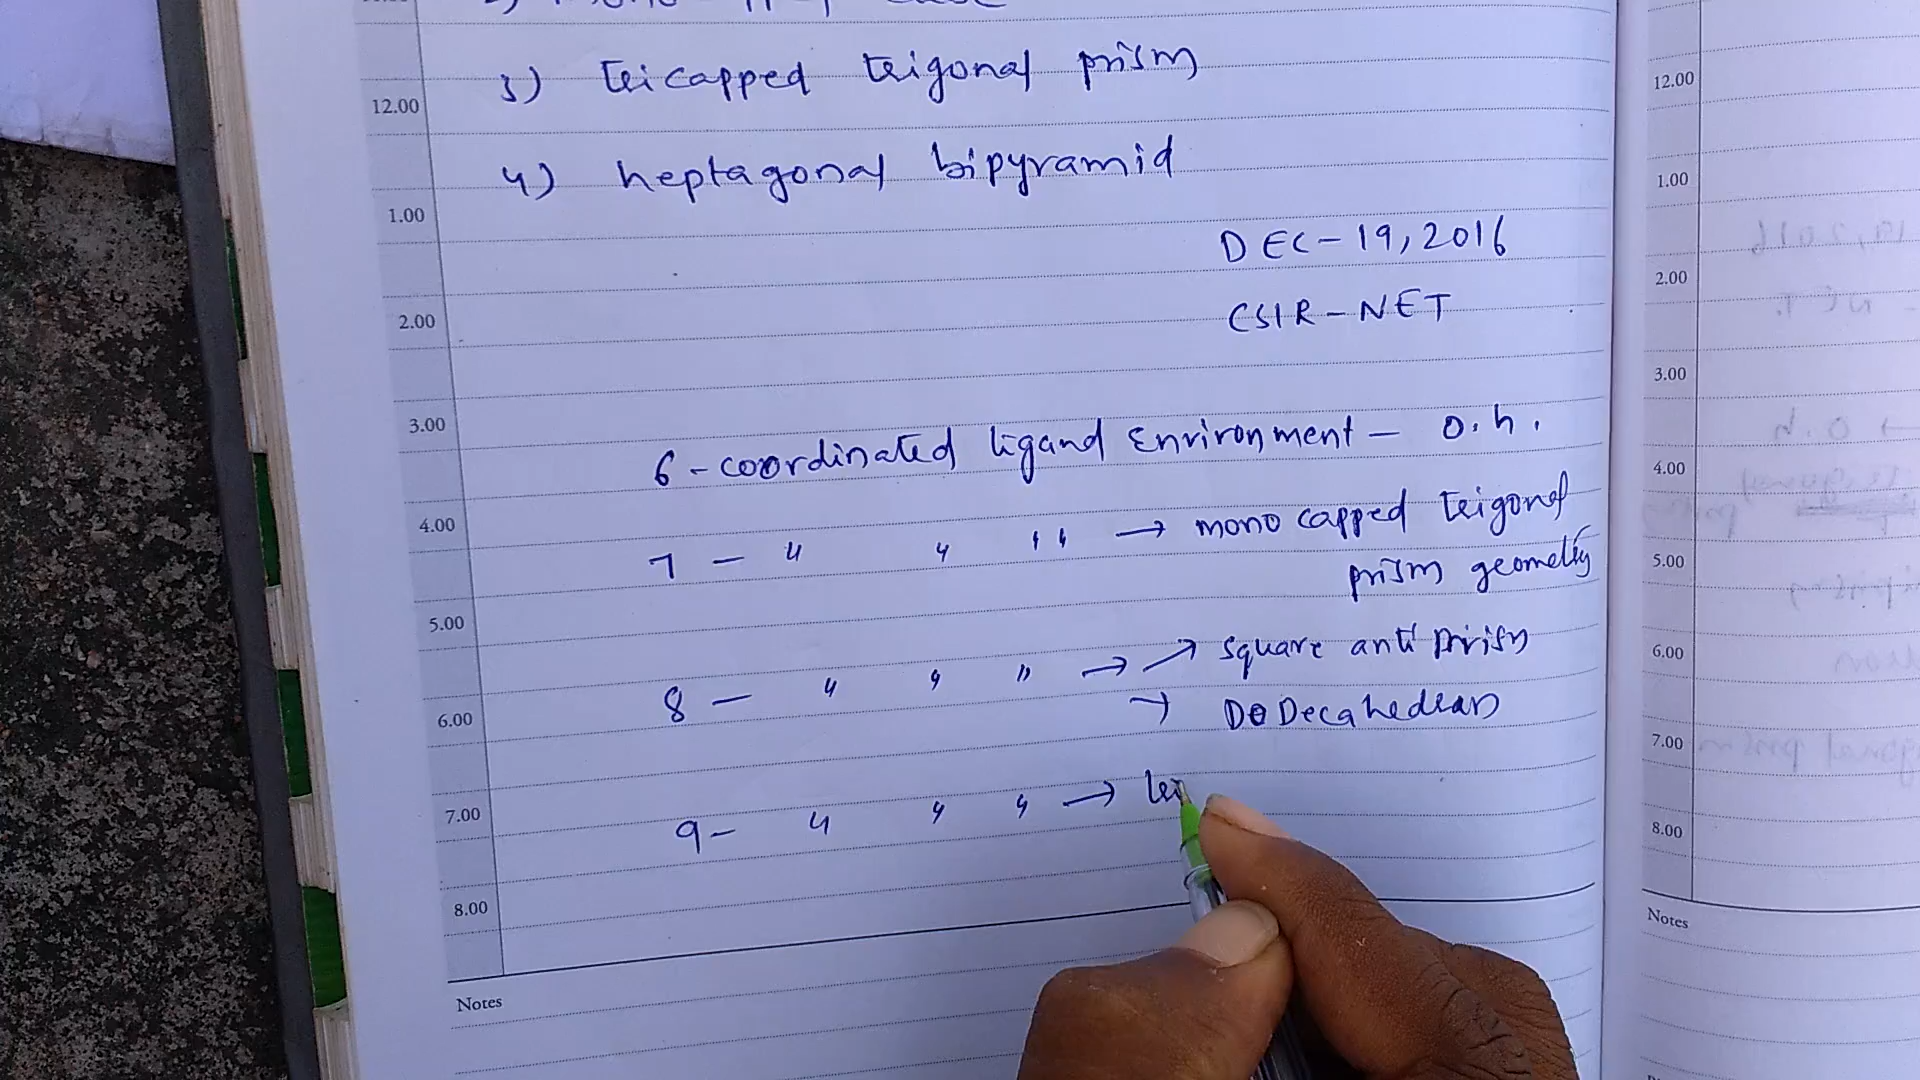 3) tricapped trigonal prism
12.00
4) heptagonal bipyramid
1.00
DEC-19, 2016
2.00
CSIR-NET
3.00
6-coordinated ligand Environment - O.h.
4.00
7 - " " " → mono capped trigonal
prism geometry
5.00
8 - " " " → → square anti prism
6.00
→ DoDecahedran
7.00
9 - " " " → tri
8.00
Notes
12.00
1.00
2.00
3.00
4.00
5.00
6.00
7.00
8.00
Notes